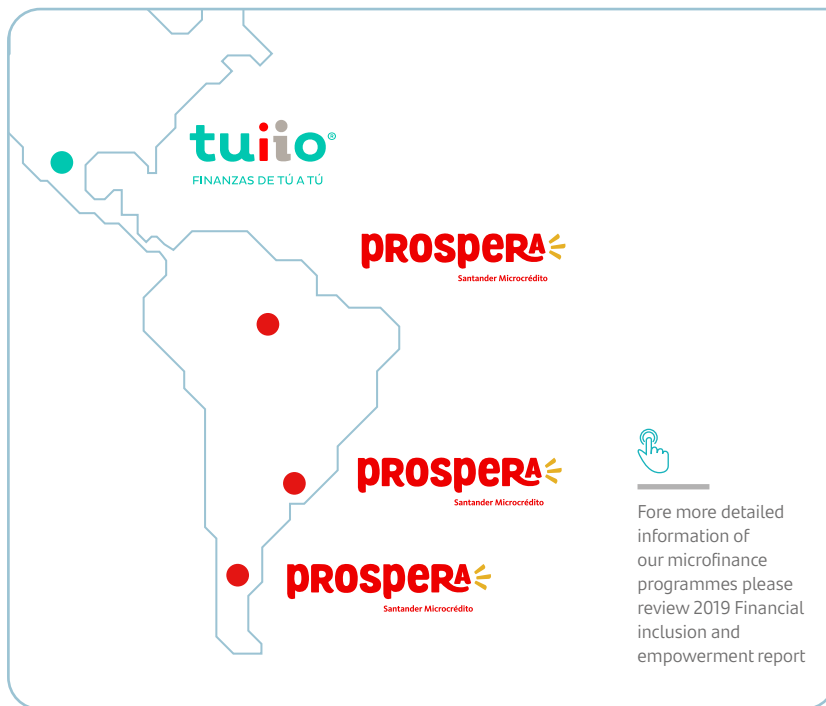 tuiio®
FINANZAS DE TÚ A TÚ
PROSPERA
Santander Microcrédito
PROSPERA
Santander Microcrédito
PROSPERA
Santander Microcrédito
Fore more detailed
information of
our microfinance
programmes please
review 2019 Financial
inclusion and
empowerment report